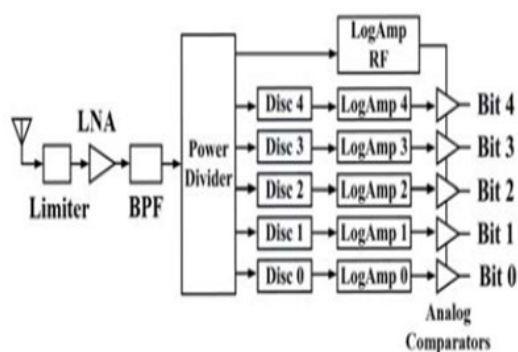 LogAmp
RF
LNA
Limiter
BPF
Power
Divider
Disc 4 LogAmp 4 Bit 4
Disc 3 LogAmp 3 Bit 3
Disc 2 LogAmp 2 Bit 2
Disc 1 LogAmp 1 Bit 1
Disc 0 LogAmp 0 Bit 0
Analog
Comparators